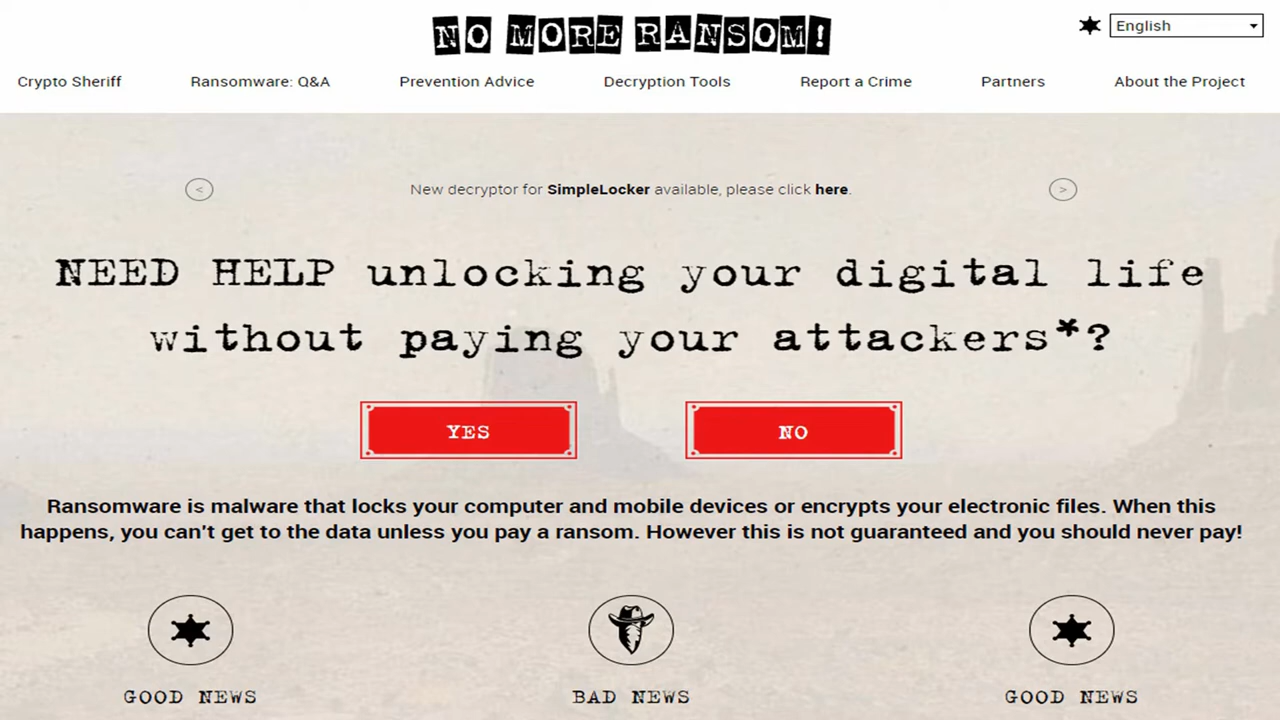 NO MORE RANSOM!
English
Crypto Sheriff Ransomware: Q&A Prevention Advice Decryption Tools Report a Crime Partners About the Project
< New decryptor for SimpleLocker available, please click here. >
NEED HELP unlocking your digital life
without paying your attackers*?
YES NO
Ransomware is malware that locks your computer and mobile devices or encrypts your electronic files. When this
happens, you can't get to the data unless you pay a ransom. However this is not guaranteed and you should never pay!
GOOD NEWS BAD NEWS GOOD NEWS